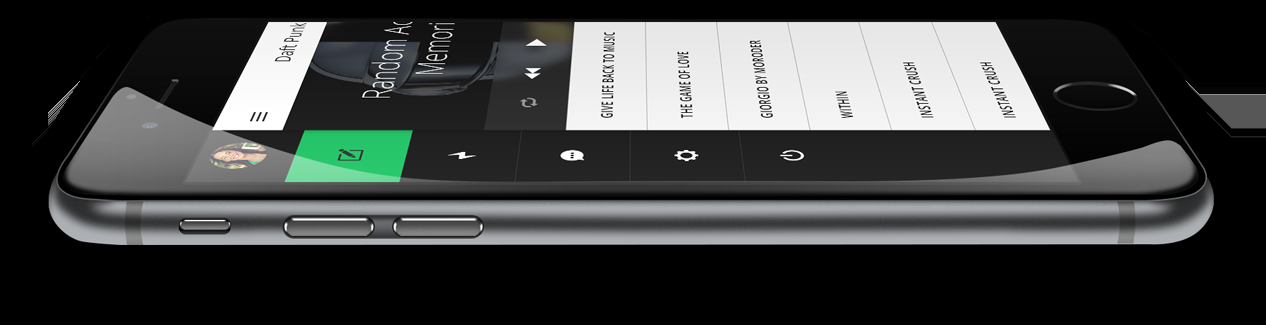 Daft Punk
Random Ac
Memori
GIVE LIFE BACK TO MUSIC
THE GAME OF LOVE
GIORGIO BY MORODER
WITHIN
INSTANT CRUSH
INSTANT CRUSH